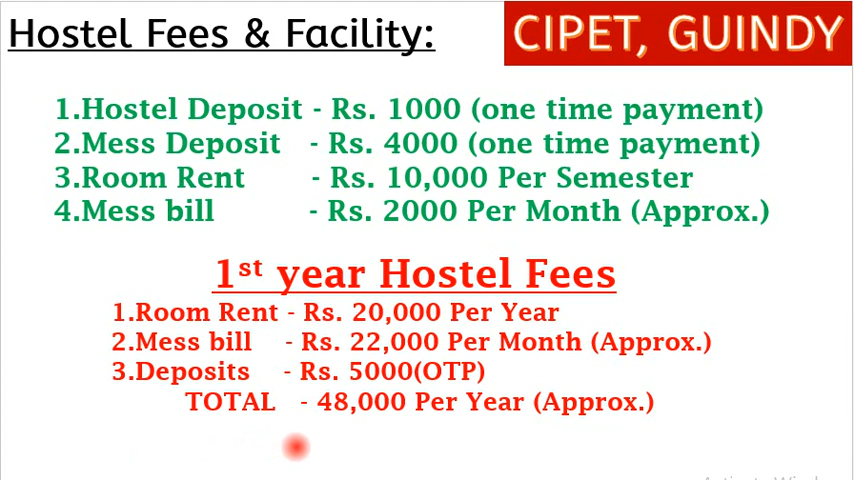 Hostel Fees & Facility:
CIPET, GUINDY
1.Hostel Deposit - Rs. 1000 (one time payment)
2.Mess Deposit - Rs. 4000 (one time payment)
3.Room Rent - Rs. 10,000 Per Semester
4.Mess bill - Rs. 2000 Per Month (Approx.)
1st year Hostel Fees
1.Room Rent - Rs. 20,000 Per Year
2.Mess bill - Rs. 22,000 Per Month (Approx.)
3.Deposits - Rs. 5000(OTP)
TOTAL - 48,000 Per Year (Approx.)